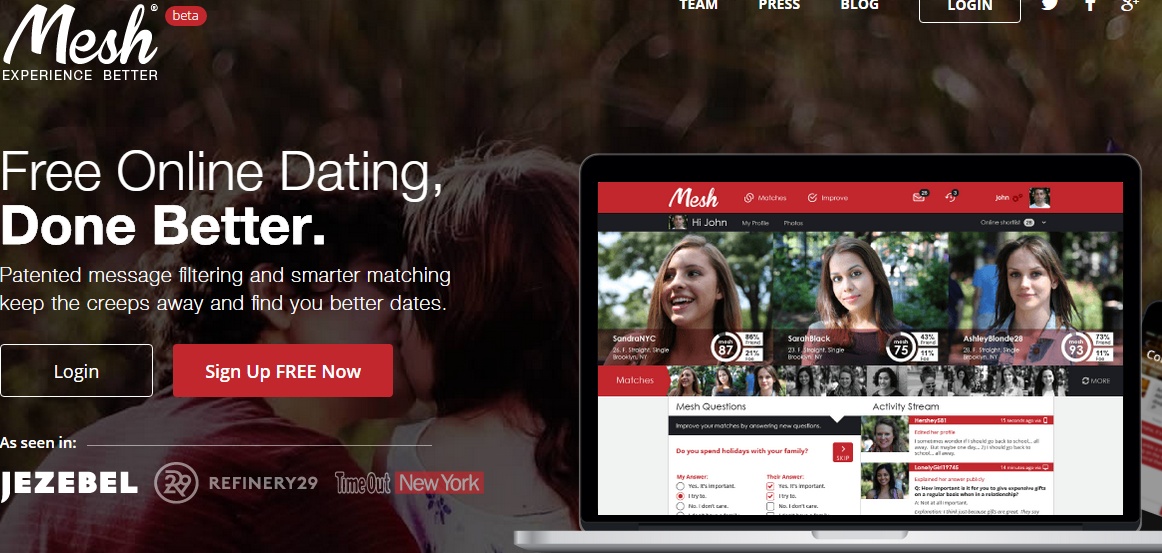 Mesh® beta
EXPERIENCE BETTER
TEAM PRESS BLOG LOGIN
Free Online Dating,
Done Better.
Patented message filtering and smarter matching
keep the creeps away and find you better dates.
Login Sign Up FREE Now
As seen in:
JEZEBEL 29 REFINERY29 TimeOut New York
Mesh Matches Improve John
Hi John My Profile Photos Online shortlist
SandraNYC
26, F, Straight, Single
Brooklyn, NY
mesh
87
86%
Friend
21%
Foe
SarahBlack
23, F, Straight, Single
Brooklyn, NY
mesh
75
43%
Friend
11%
Foe
AshleyBlonde28
28, F, Straight, Single
Brooklyn, NY
mesh
93
73%
Friend
11%
Foe
Matches MORE
Mesh Questions
Improve your matches by answering new questions.
Do you spend holidays with your family?
SKIP
My Answer: Their Answer:
Yes. It's important. Yes. It's important.
I try to. I try to.
No. I don't care. No. I don't care.
Activity Stream
Hershey581 15 seconds ago via
Edited her profile
I sometimes wonder if I should go back to school... all
away. But maybe one day... 2) I should go back to
school... all away.
LonelyGirl19745 14 minutes ago via
Explained her answer publicly
Q: How important is it for you to give expensive gifts
on a regular basis when in a relationship?
A: Not at all important.
Explanation: I think just because gifts are great. They say